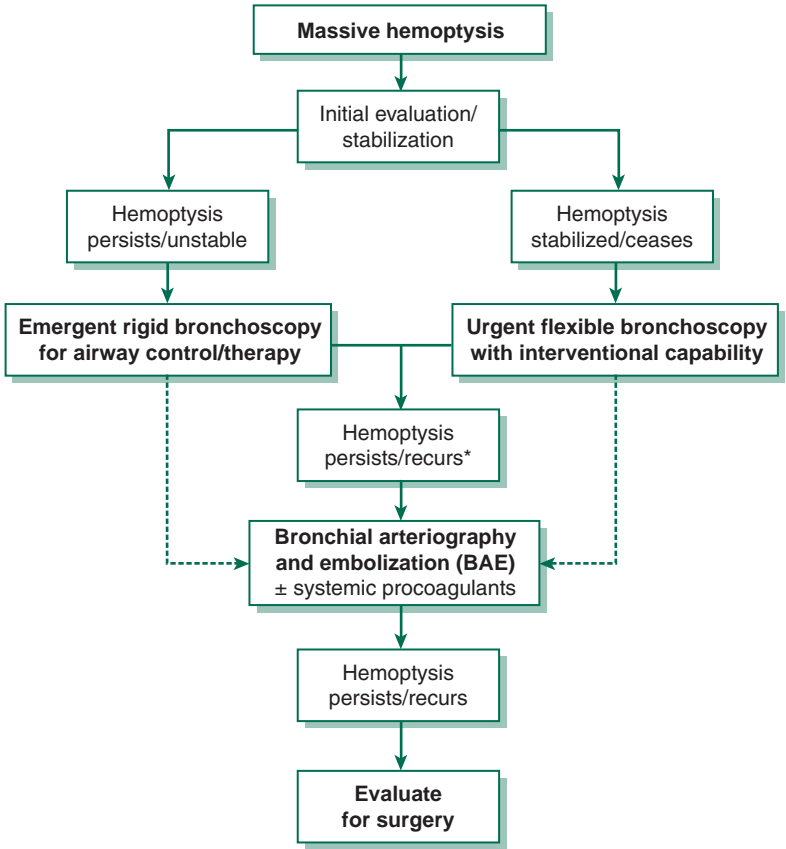 Massive hemoptysis
Initial evaluation/
stabilization
Hemoptysis
persists/unstable
Hemoptysis
stabilized/ceases
Emergent rigid bronchoscopy
for airway control/therapy
Urgent flexible bronchoscopy
with interventional capability
Hemoptysis
persists/recurs*
Bronchial arteriography
and embolization (BAE)
± systemic procoagulants
Hemoptysis
persists/recurs
Evaluate
for surgery